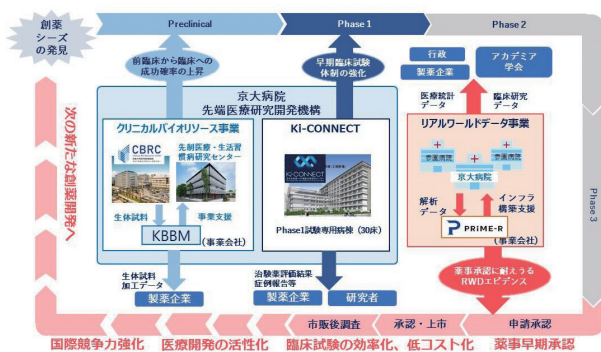 創薬
シーズ
の発見
Preclinical
Phase 1
Phase 2
Phase 3
前臨床から臨床への
成功確率の上昇
早期臨床試験
体制の強化
行政
製薬企業
アカデミア
学会
医療統計
データ
臨床研究
データ
京大病院
先端医療研究開発機構
クリニカルバイオリソース事業
CBRC
先制医療・生活習
慣病研究センター
生体試料
事業支援
KBBM
(事業会社)
Ki-CONNECT
KI-CONNECT
Phase1試験専用病棟(30床)
リアルワールドデータ事業
参画病院
参画病院
京大病院
解析
データ
インフラ
構築支援
PRiME-R
(事業会社)
生体試料
加工データ
製薬企業
治験薬評価結果
症例報告等
製薬企業
研究者
薬事承認に耐えうる
RWDエビデンス
次の新たな創薬開発へ
市販後調査
承認・上市
申請承認
国際競争力強化
医療開発の活性化
臨床試験の効率化、低コスト化
薬事早期承認